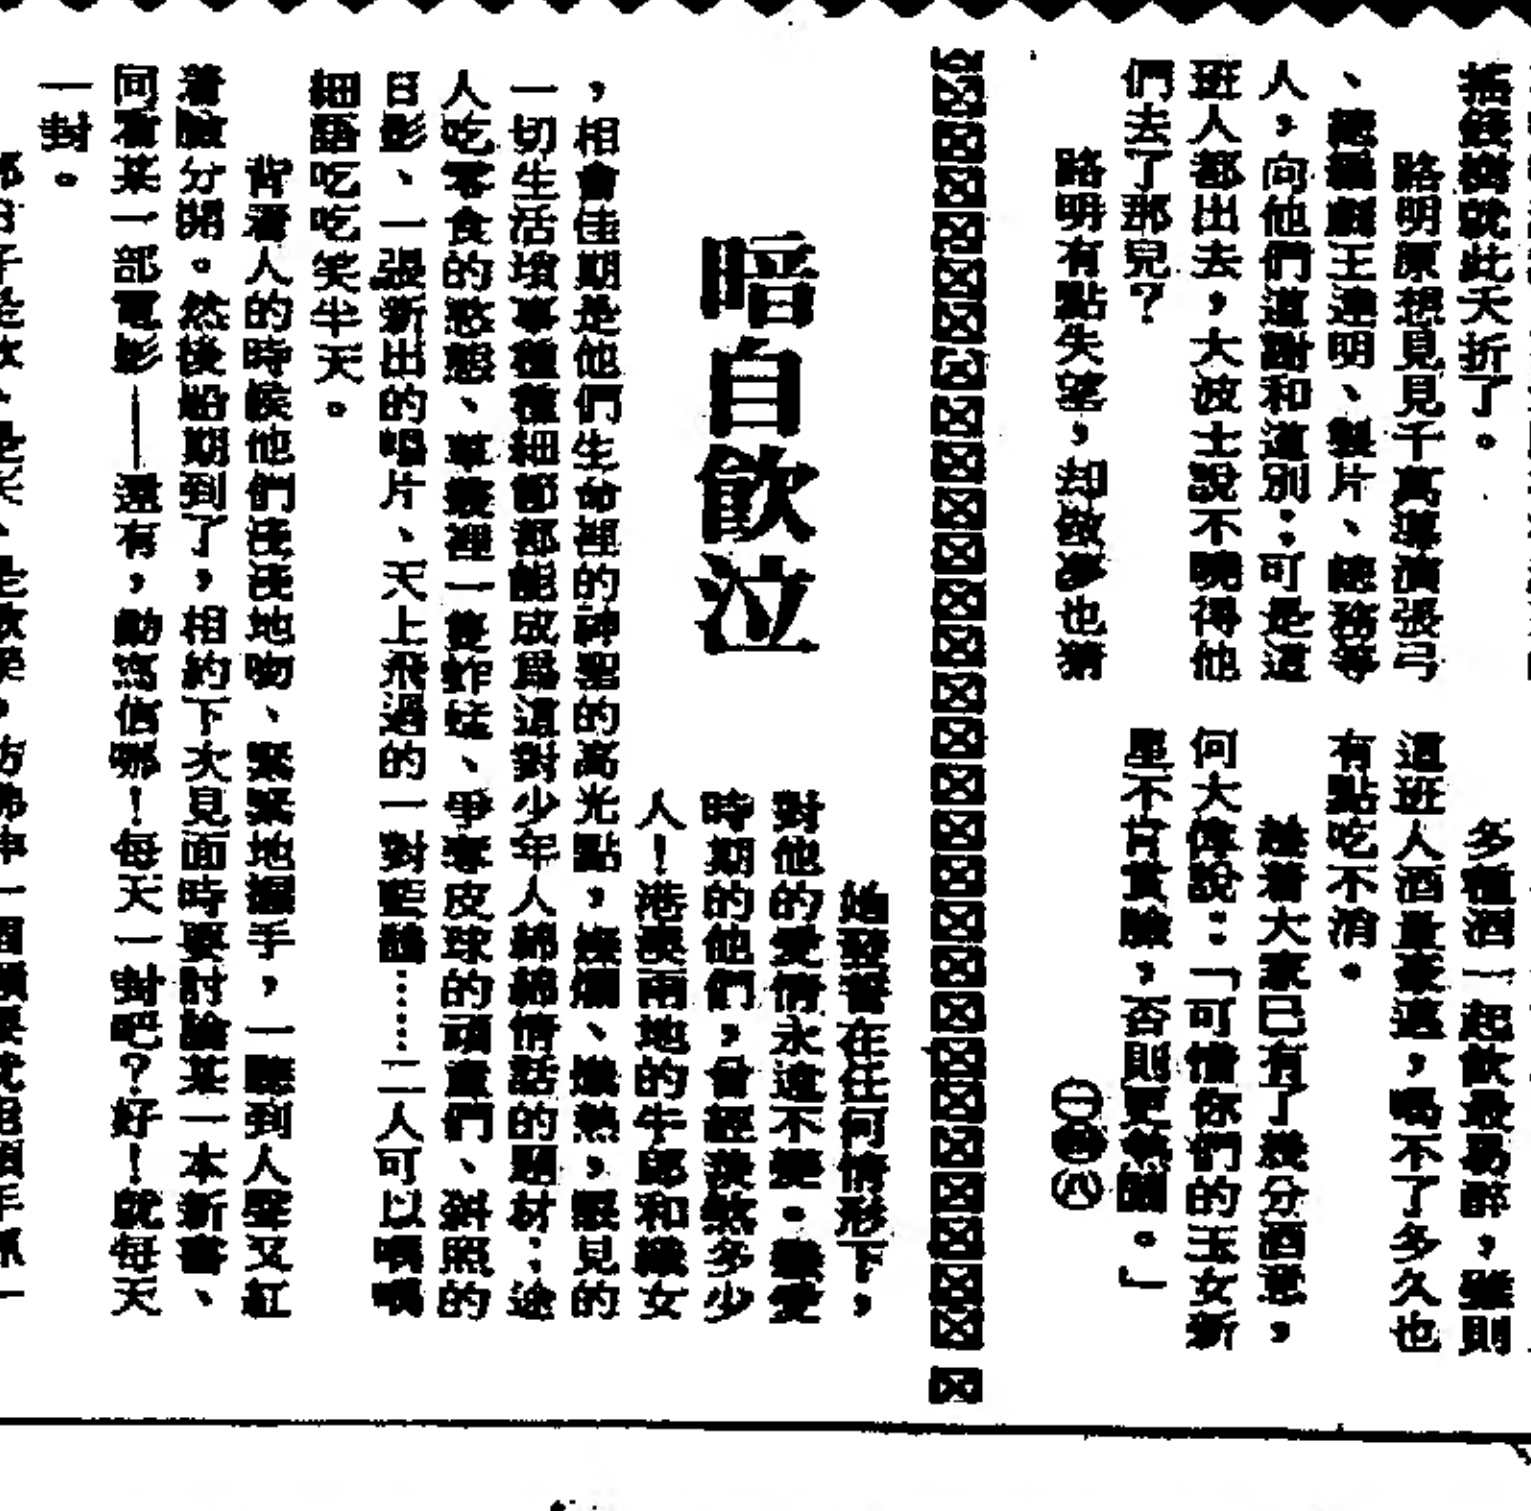 搖錢樹就此夭折了。
路明原想見見千萬導演張弓
、總編劇王達明、製片、總務等
人，向他們道謝和道別；可是這
班人都出去，大波士說不曉得他
們去了那兒？
路明有點失望，却做夢也猜
多種酒一起飲最易醉，雖則
這班人酒量豪邁，喝不了多久也
有點吃不消。
趁着大家已有了幾分酒意，
何大偉說：「可惜你們的玉女新
星不肯賞臉，否則更熱鬧。」
暗自飲泣
她發誓在任何情形下，
對他的愛情永遠不變。戀愛
時期的他們，曾經羨煞多少
人！港澳兩地的牛郎和織女
，相會佳期是他們生命裡的神聖的高光點，燦爛、熾熱，眼見的
一切生活瑣事種種細節都能成爲這對少年人綿綿情話的題材：途
人吃零食的憨態、草叢裡一隻蚱蜢、爭奪皮球的頑童們、斜照的
日影、一張新出的唱片、天上飛過的一對藍鵲……二人可以喁喁
細語吃吃笑半天。
背着人的時候他們淺淺地吻、緊緊地握手，一聽到人聲又紅
着臉分開。然後船期到了，相約下次見面時要討論某一本新書、
同看某一部電影——還有，勤寫信哪！每天一封吧？好！就每天
一封。